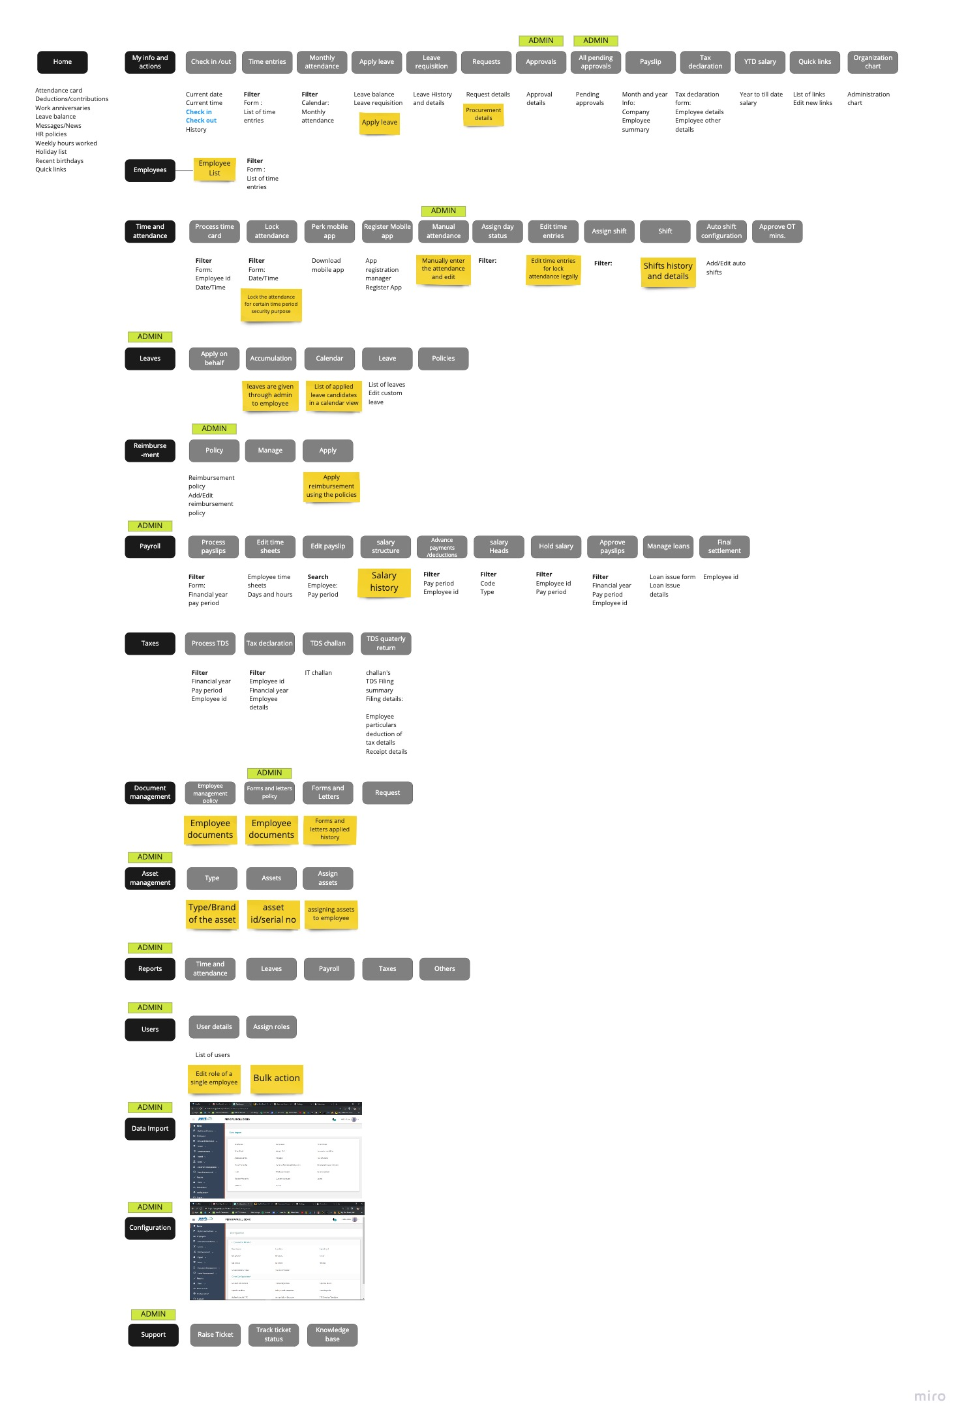 ADMIN
ADMIN
Home
My info and
actions
Check in /out
Time entries
Monthly
attendance
Apply leave
Leave
requisition
Requests
Approvals
All pending
approvals
Payslip
Tax
declaration
YTD salary
Quick links
Organization
chart
Attendance card
Deductions/contributions
Work anniversaries
Leave balance
Messages/News
HR policies
Weekly hours worked
Holiday list
Recent birthdays
Quick links
Current date
Current time
Check in
Check out
History
Filter
Form :
List of time
entries
Filter
Calendar:
Monthly
attendance
Leave balance
Leave requisition
Apply leave
Leave History
and details
Request details
Procurement
details
Approval
details
Pending
approvals
Month and year
Info:
Company
Employee
summary
Tax declaration
form:
Employee details
Employee other
details
Year to till date
salary
List of links
Edit new links
Administration
chart
Employees
Employee
List
Filter
Form :
List of time
entries
ADMIN
Time and
attendance
Process time
card
Lock
attendance
Perk mobile
app
Register Mobile
app
Manual
attendance
Assign day
status
Edit time
entries
Assign shift
Shift
Auto shift
configuration
Approve OT
mins.
Filter
Form:
Employee id
Date/Time
Filter
Form:
Date/Time
Lock the attendance
for certain time period
security purpose
Download
mobile app
App
registration
manager
Register App
Manually enter
the attendance
and edit
Filter:
Edit time entries
for lock
attendance legally
Filter:
Shifts history
and details
Add/Edit auto
shifts
ADMIN
Leaves
Apply on
behalf
Accumulation
Calendar
Leave
Policies
leaves are given
through admin
to employee
List of applied
leave candidates
in a calendar view
List of leaves
Edit custom
leave
ADMIN
Reimburse
-ment
Policy
Manage
Apply
Reimbursement
policy
Add/Edit
reimbursement
policy
Apply
reimbursement
using the policies
ADMIN
Payroll
Process
payslips
Edit time
sheets
Edit payslip
salary
structure
Advance
payments
/deductions
salary
Heads
Hold salary
Approve
payslips
Manage loans
Final
settlement
Filter
Form:
Financial year
pay period
Employee time
sheets
Days and hours
Search
Employee:
Pay period
Salary
history
Filter
Pay period
Employee id
Filter
Code
Type
Filter
Employee id
Pay period
Filter
Financial year
Pay period
Employee id
Loan issue form
Loan issue
details
Employee id
Taxes
Process TDS
Tax declaration
TDS challan
TDS quaterly
return
Filter
Financial year
Pay period
Employee id
Filter
Employee id
Financial year
Employee
details
IT challan
challan's
TDS Filing
summary
Filing details:
Employee
particulars
deduction of
tax details
Receipt details
ADMIN
Document
management
Employee
management
policy
Forms and letters
policy
Forms and
Letters
Request
Employee
documents
Employee
documents
Forms and
letters applied
history
ADMIN
Asset
management
Type
Assets
Assign
assets
Type/Brand
of the asset
asset
id/serial no
assigning assets
to employee
ADMIN
Reports
Time and
attendance
Leaves
Payroll
Taxes
Others
ADMIN
Users
User details
Assign roles
List of users
Edit role of a
single employee
Bulk action
ADMIN
Data Import
ADMIN
Configuration
ADMIN
Support
Raise Ticket
Track ticket
status
Knowledge
base
miro